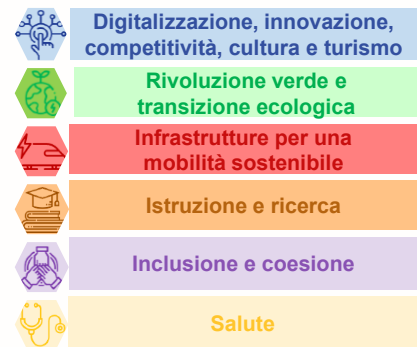 Digitalizzazione, innovazione,
competitività, cultura e turismo
Rivoluzione verde e
transizione ecologica
Infrastrutture per una
mobilità sostenibile
Istruzione e ricerca
Inclusione e coesione
Salute